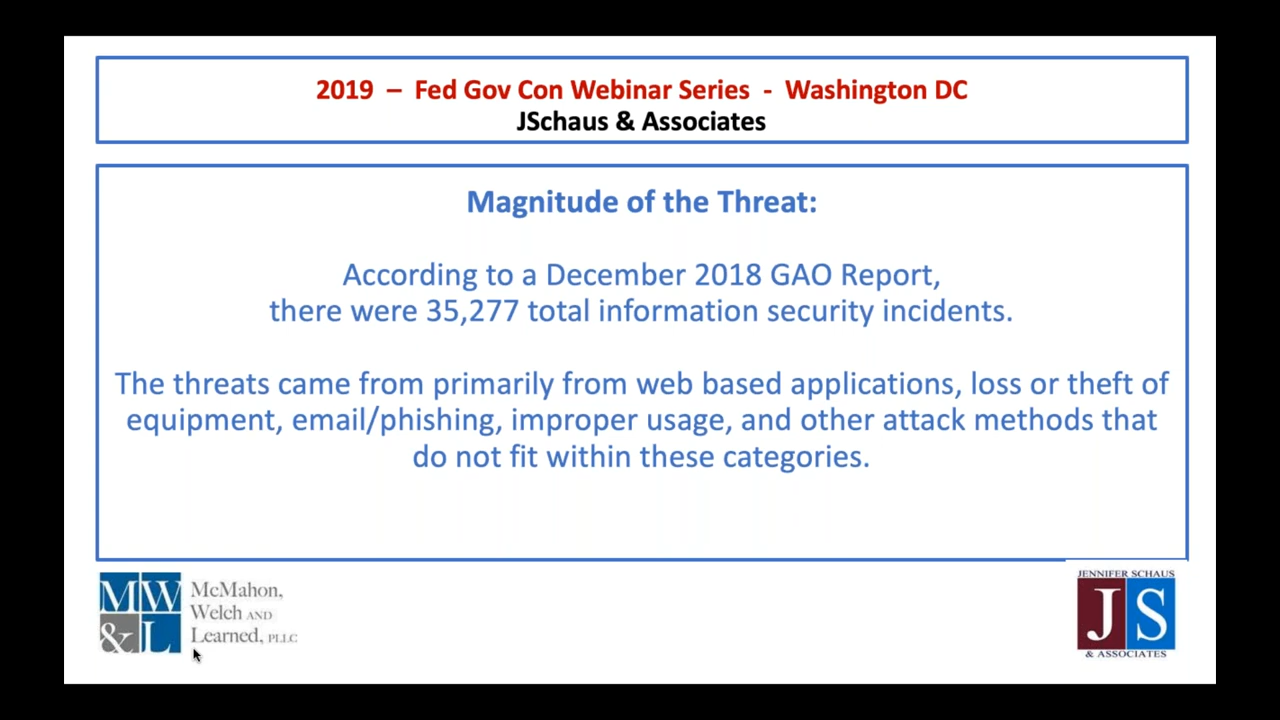 2019 – Fed Gov Con Webinar Series - Washington DC
JSchaus & Associates
Magnitude of the Threat:
According to a December 2018 GAO Report,
there were 35,277 total information security incidents.
The threats came from primarily from web based applications, loss or theft of
equipment, email/phishing, improper usage, and other attack methods that
do not fit within these categories.
MW
&L
McMahon,
Welch AND
Learned, PLLC
JENNIFER SCHAUS
JS
& ASSOCIATES